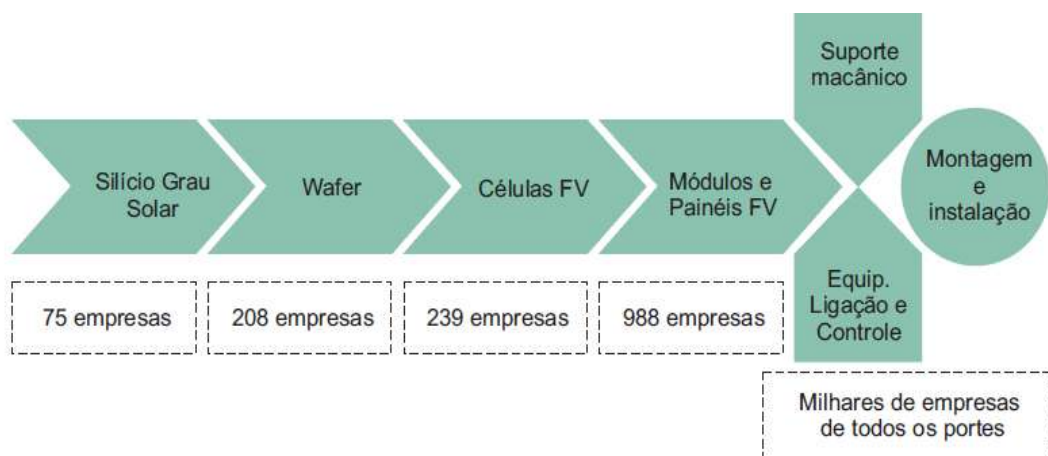 Silício Grau
Solar
Wafer
Células FV
Módulos e
Painéis FV
Suporte
macânico
Equip.
Ligação e
Controle
Montagem
e
instalação
75 empresas
208 empresas
239 empresas
988 empresas
Milhares de empresas
de todos os portes